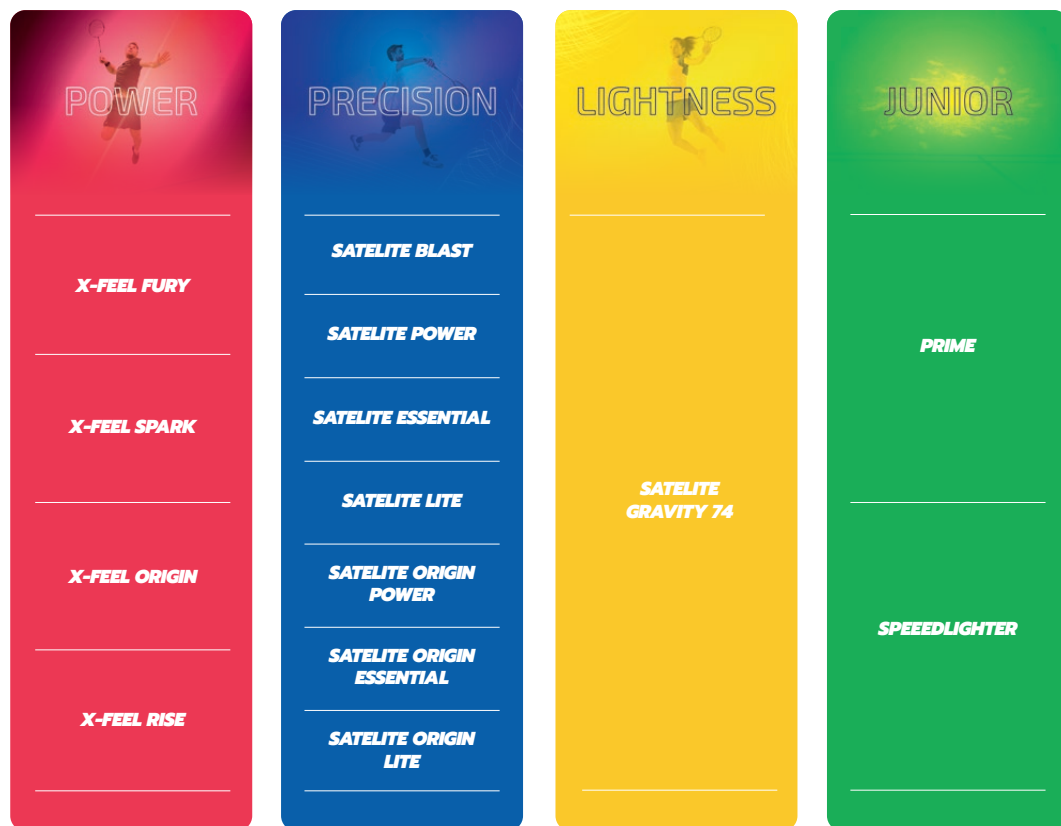 POWER
X-FEEL FURY
X-FEEL SPARK
X-FEEL ORIGIN
X-FEEL RISE
PRECISION
SATELITE BLAST
SATELITE POWER
SATELITE ESSENTIAL
SATELITE LITE
SATELITE ORIGIN
POWER
SATELITE ORIGIN
ESSENTIAL
SATELITE ORIGIN
LITE
LIGHTNESS
SATELITE
GRAVITY 74
JUNIOR
PRIME
SPEEEDLIGHTER